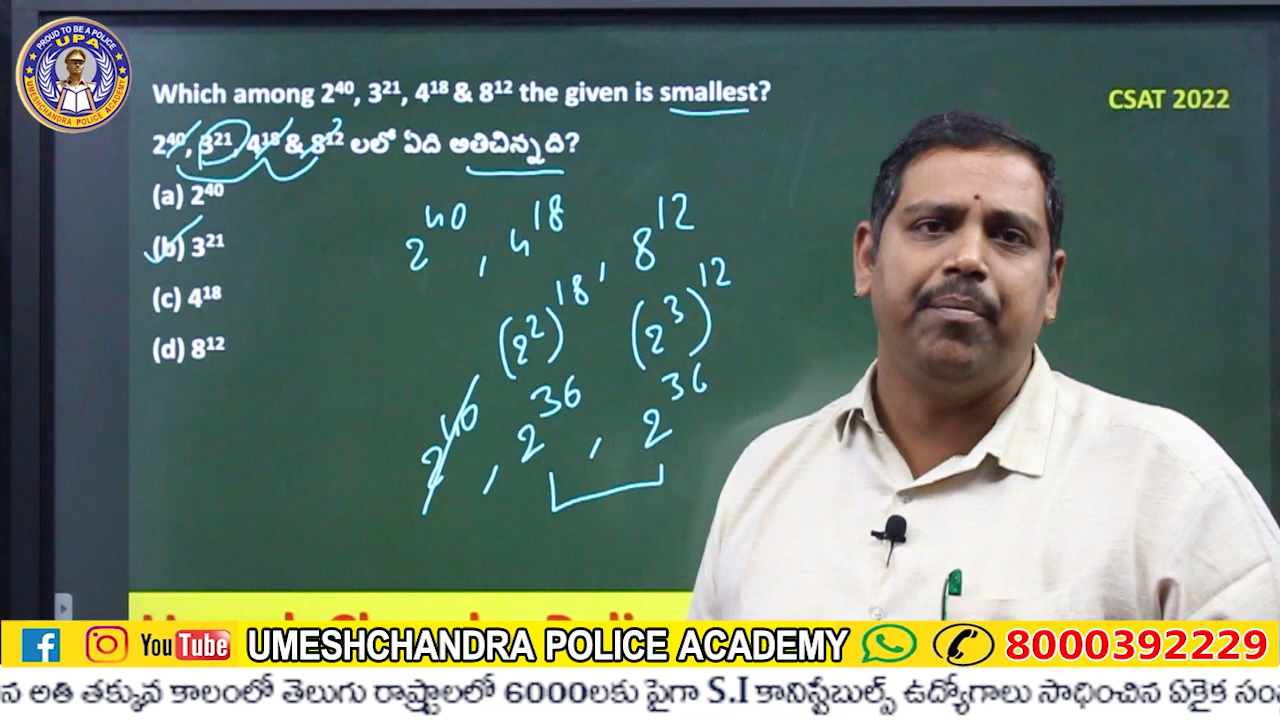 PROUD TO BE A POLICE
UPA
UMESHCHANDRA POLICE ACADEMY
Which among 2⁴⁰, 3²¹, 4¹⁸ & 8¹² the given is smallest?
CSAT 2022
2⁴⁰, 3²¹, 4¹⁸ & 8¹² లలో ఏది అతిచిన్నది?
(a) 2⁴⁰
(b) 3²¹
(c) 4¹⁸
(d) 8¹²
2⁴⁰, 4¹⁸, 8¹²
(2²)¹⁸ (2³)¹²
2⁴⁰, 2³⁶, 2³⁶
YouTube UMESHCHANDRA POLICE ACADEMY 8000392229
న అతి తక్కువ కాలంలో తెలుగు రాష్ట్రాలలో 6000లకు పైగా S.I కానిస్టేబుల్స్ ఉద్యోగాలు సాధించిన ఏకైక